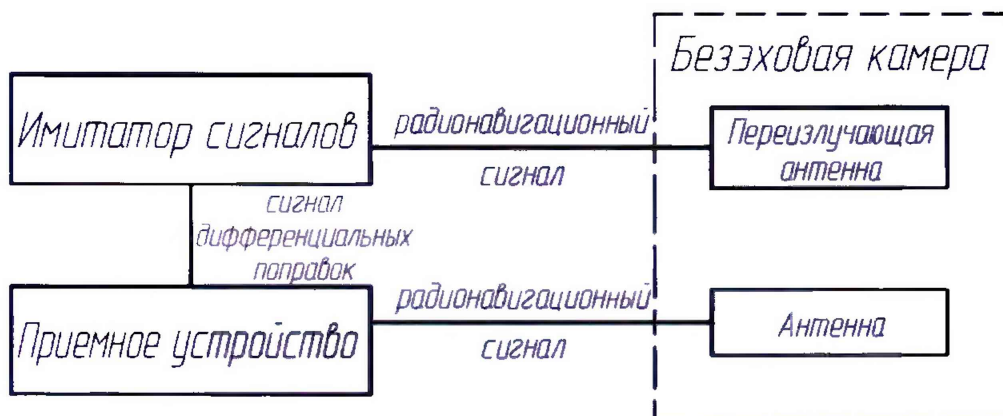 Безэховая камера
Имитатор сигналов
радионавигационный
сигнал
Переизлучающая
антенна
сигнал
дифференциальных
поправок
Приемное устройство
радионавигационный
сигнал
Антенна